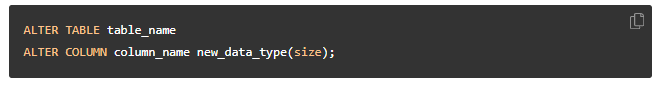 ALTER TABLE table_name
ALTER COLUMN column_name new_data_type(size);